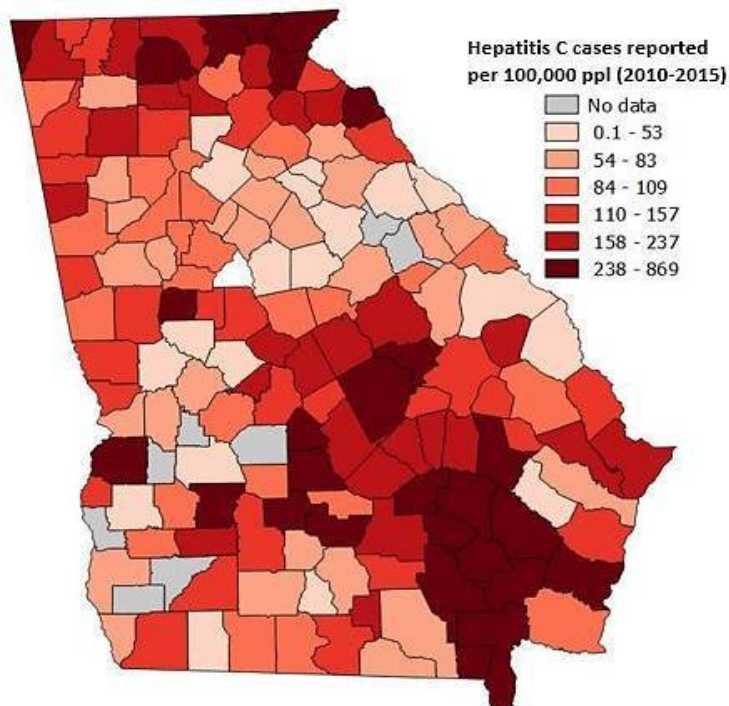 Hepatitis C cases reported
per 100,000 ppl (2010-2015)
No data
0.1 - 53
54 - 83
84 - 109
110 - 157
158 - 237
238 - 869